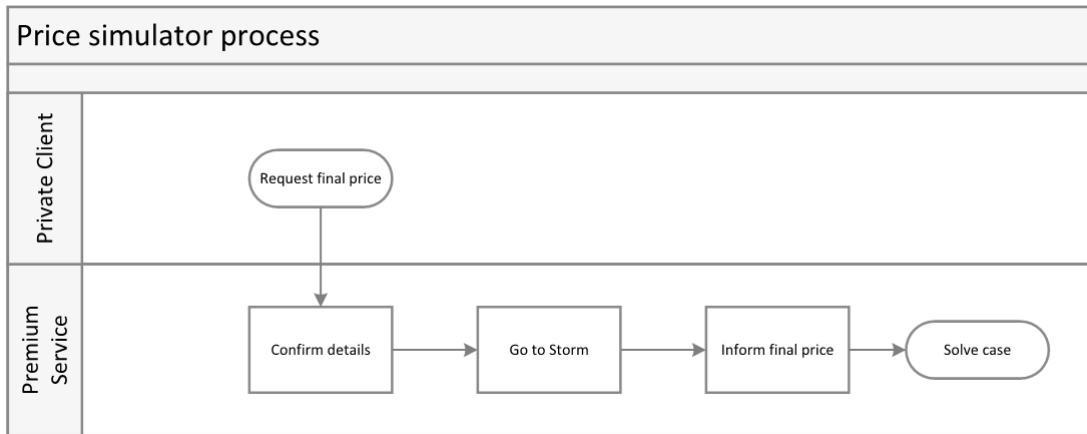 Price simulator process
Private Client
Request final price
Premium
Service
Confirm details
Go to Storm
Inform final price
Solve case